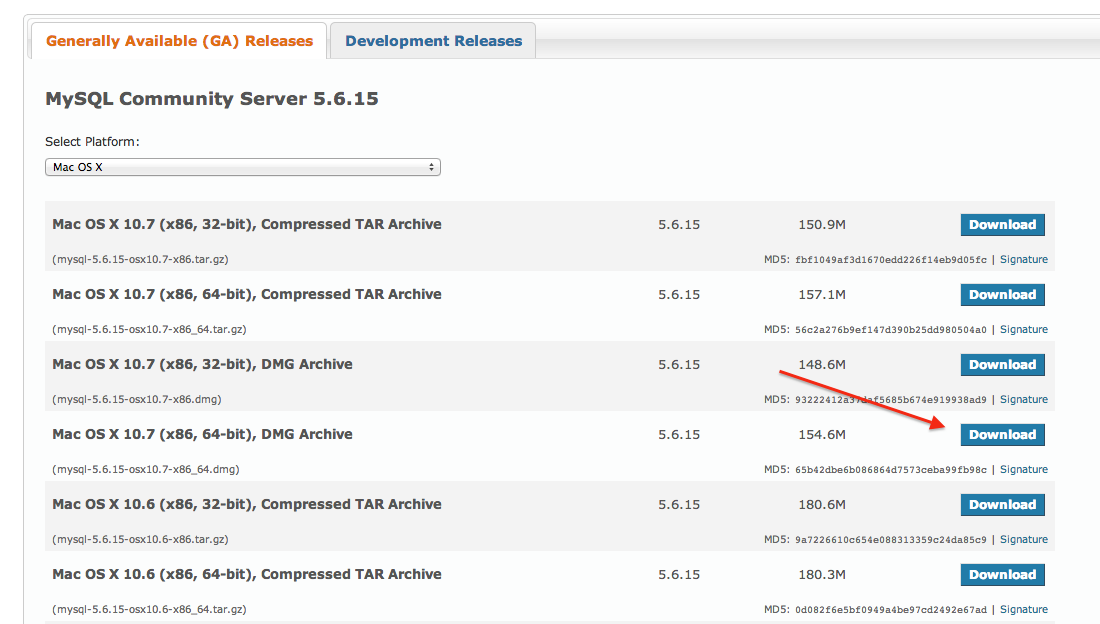 Generally Available (GA) Releases
Development Releases
MySQL Community Server 5.6.15
Select Platform:
Mac OS X
Mac OS X 10.7 (x86, 32-bit), Compressed TAR Archive 5.6.15 150.9M Download
(mysql-5.6.15-osx10.7-x86.tar.gz) MD5: fbf1049af3d1670edd226f14eb9d05fc | Signature
Mac OS X 10.7 (x86, 64-bit), Compressed TAR Archive 5.6.15 157.1M Download
(mysql-5.6.15-osx10.7-x86_64.tar.gz) MD5: 56c2a276b9ef147d390b25dd980504a0 | Signature
Mac OS X 10.7 (x86, 32-bit), DMG Archive 5.6.15 148.6M Download
(mysql-5.6.15-osx10.7-x86.dmg) MD5: | Signature
Mac OS X 10.7 (x86, 64-bit), DMG Archive 5.6.15 154.6M Download
(mysql-5.6.15-osx10.7-x86_64.dmg) MD5: 65b42dbe6b086864d7573ceba99fb98c | Signature
Mac OS X 10.6 (x86, 32-bit), Compressed TAR Archive 5.6.15 180.6M Download
(mysql-5.6.15-osx10.6-x86.tar.gz) MD5: 9a7226610c654e088313359c24da85c9 | Signature
Mac OS X 10.6 (x86, 64-bit), Compressed TAR Archive 5.6.15 180.3M Download
(mysql-5.6.15-osx10.6-x86_64.tar.gz) MD5: 0d082f6e5bf0949a4be97cd2492e67ad | Signature